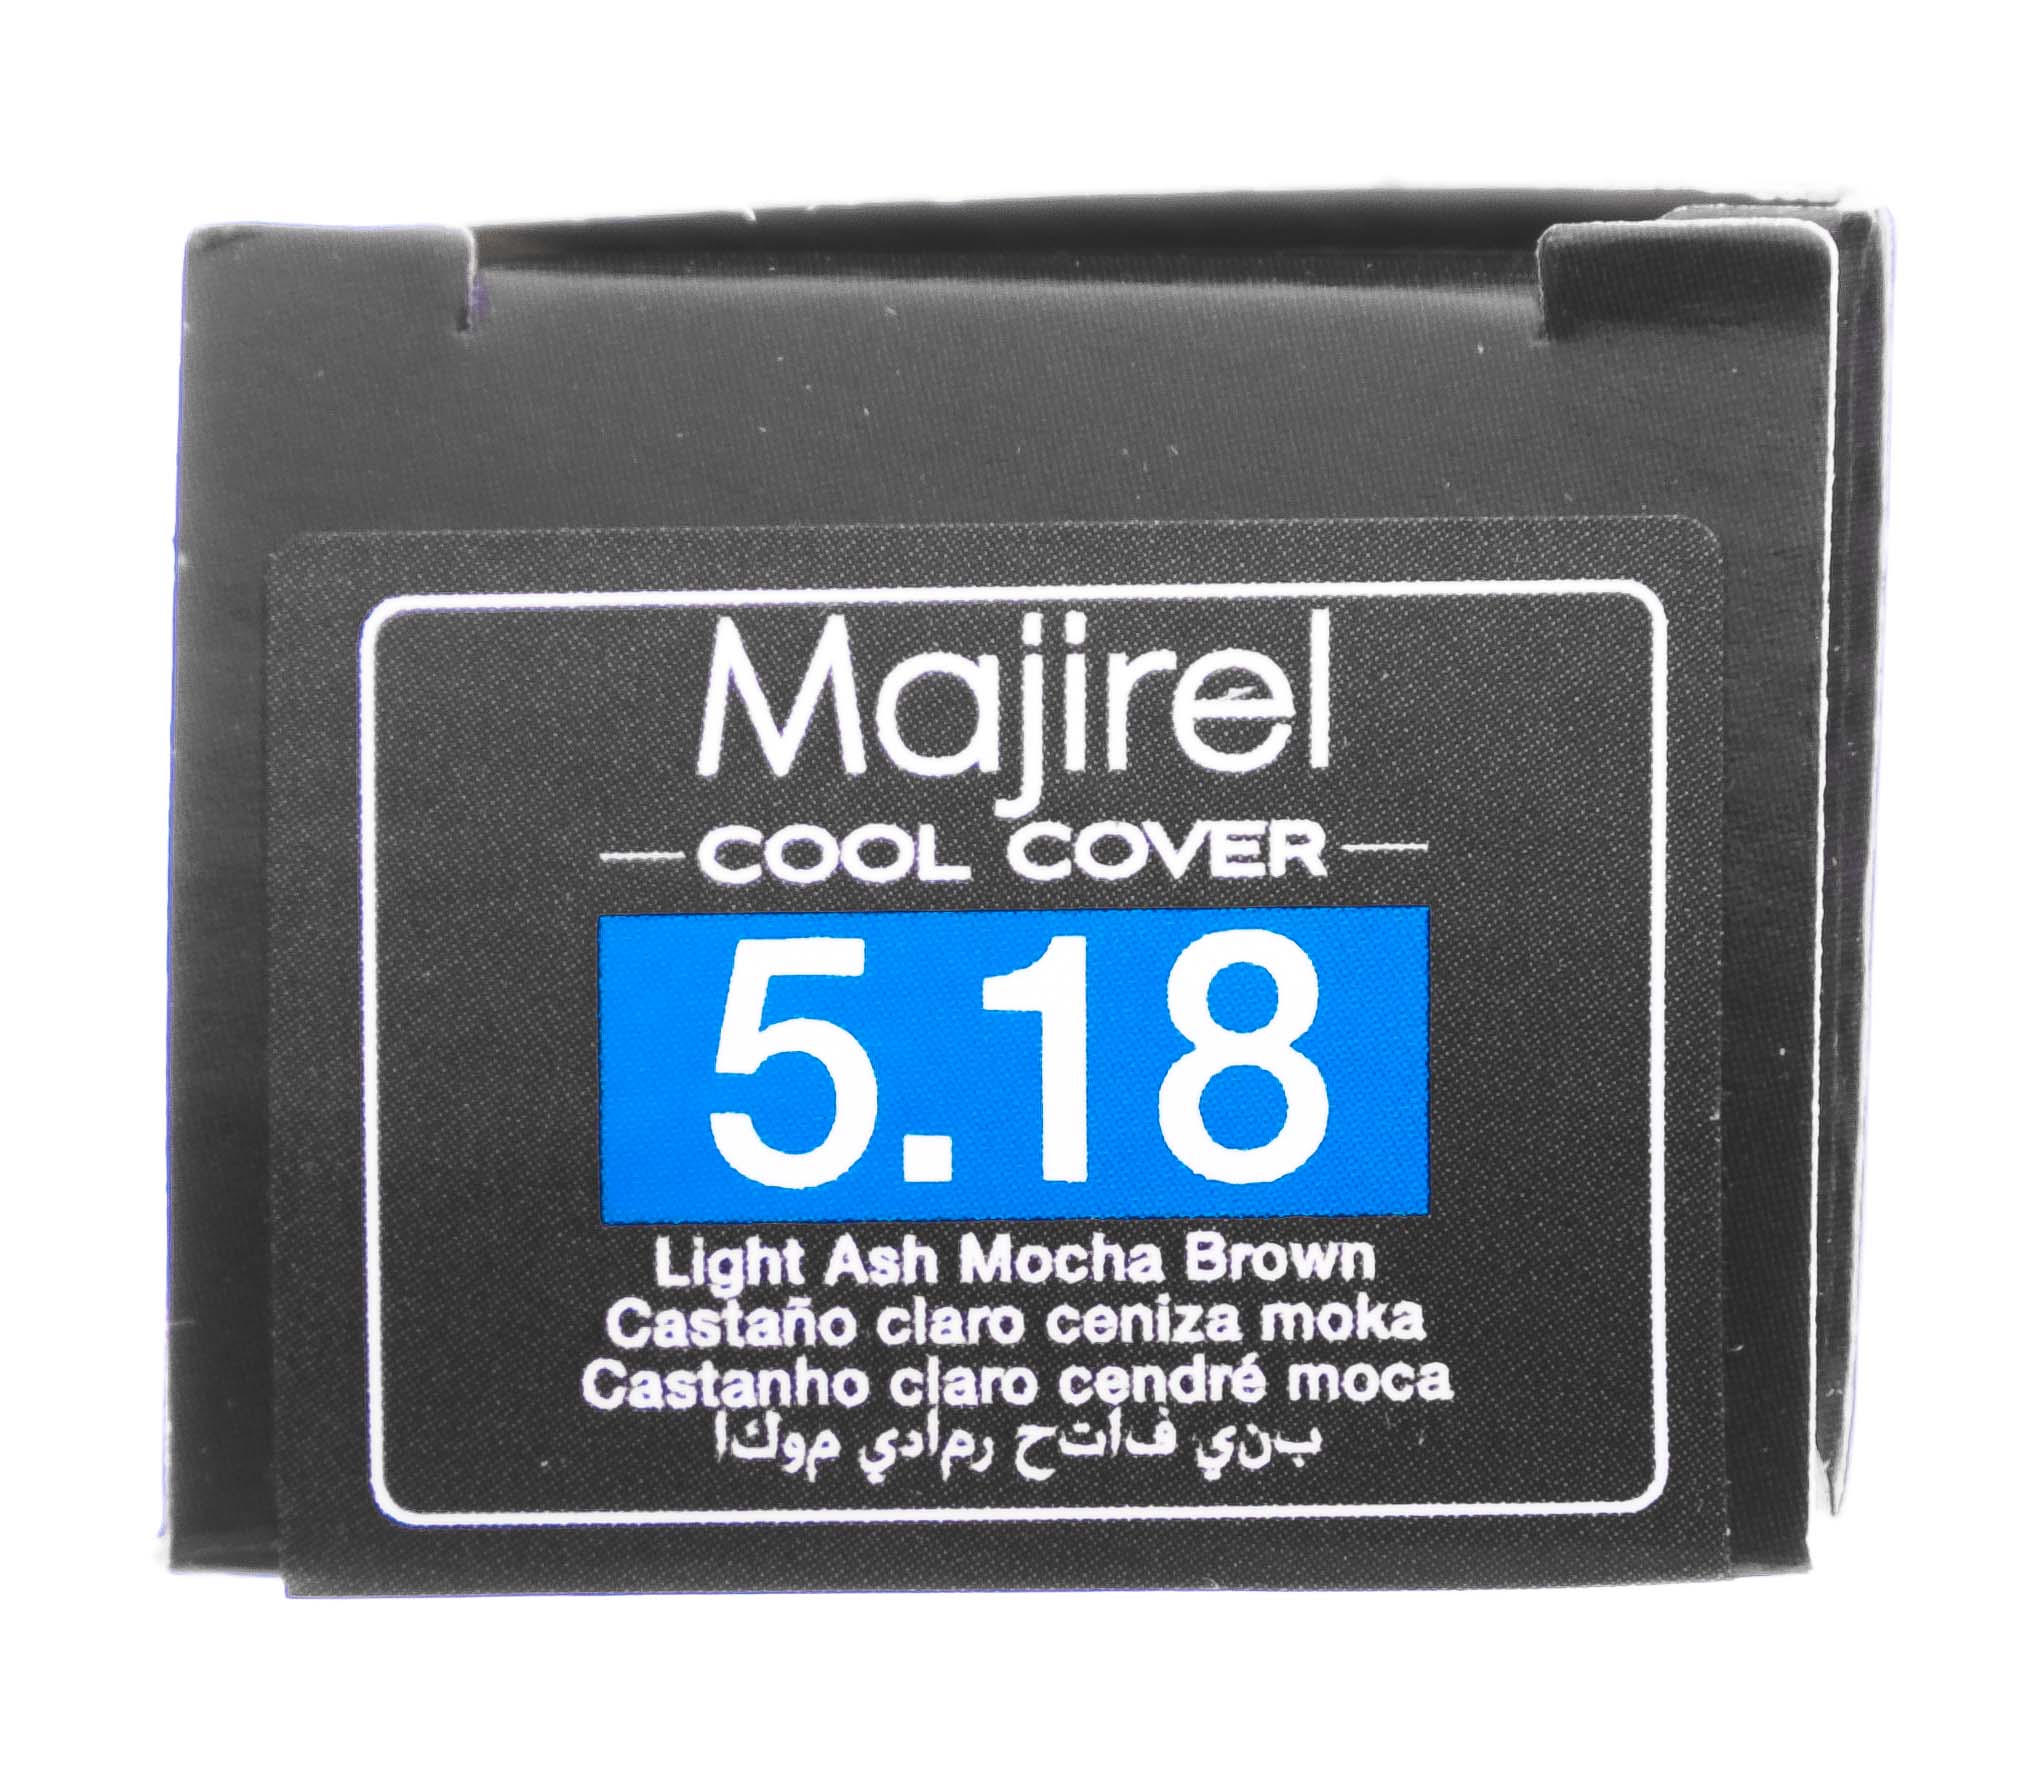 Majirel
COOL COVER
5.18
Light Ash Mocha Brown
Castaño claro ceniza moka
Castanho claro cendré moca
بني فاتح رمادي موكا